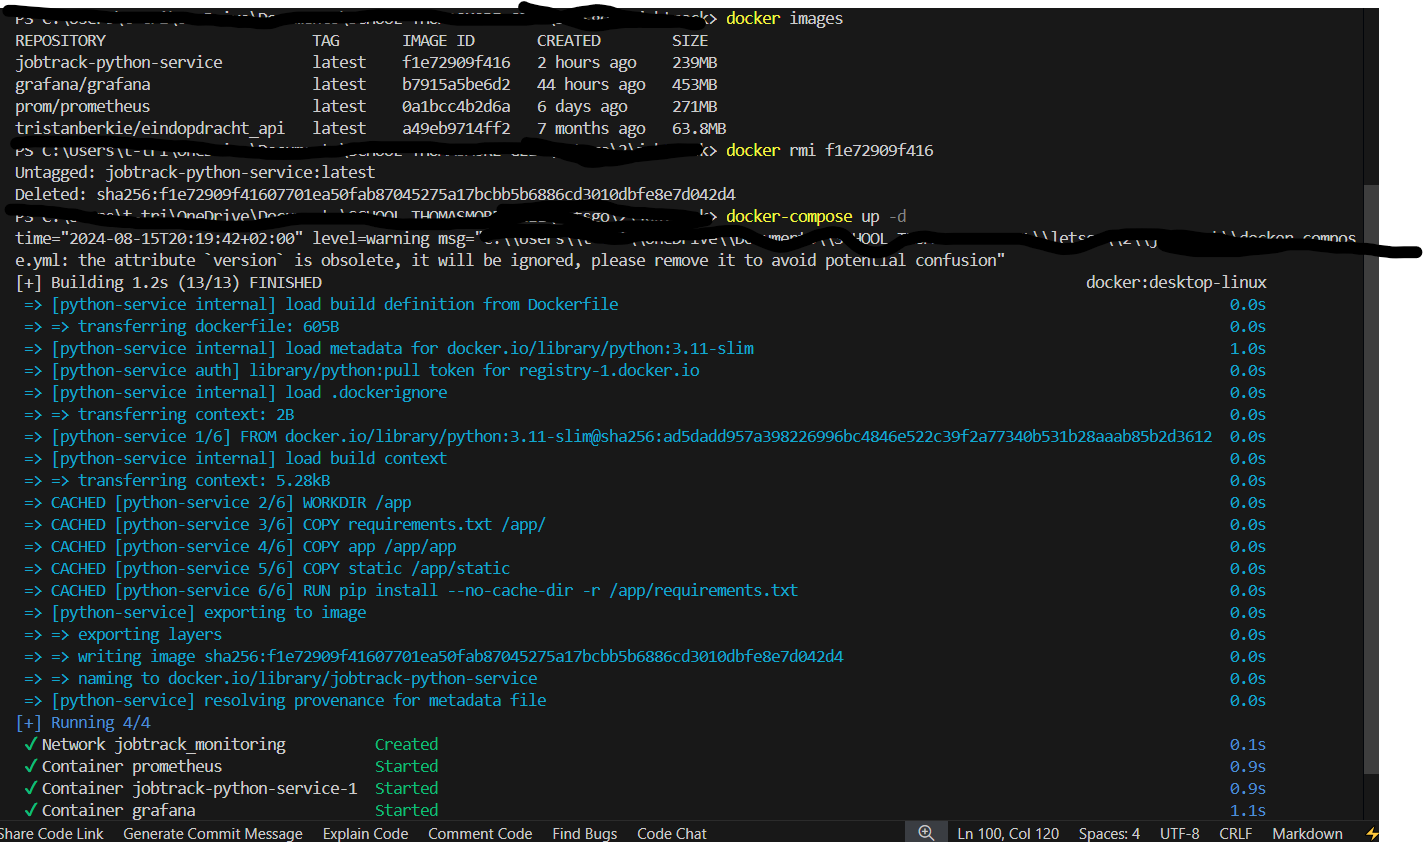 docker images
REPOSITORY TAG IMAGE ID CREATED SIZE
jobtrack-python-service latest f1e72909f416 2 hours ago 239MB
grafana/grafana latest b7915a5be6d2 44 hours ago 453MB
prom/prometheus latest 0a1bcc4b2d6a 6 days ago 271MB
tristanberkie/eindopdracht_api latest a49eb9714ff2 7 months ago 63.8MB
> docker rmi f1e72909f416
Untagged: jobtrack-python-service:latest
Deleted: sha256:f1e72909f41607701ea50fab87045275a17bcbb5b6886cd3010dbfe8e7d042d4
> docker-compose up -d
time="2024-08-15T20:19:42+02:00" level=warning msg="
e.yml: the attribute `version` is obsolete, it will be ignored, please remove it to avoid potential confusion"
[+] Building 1.2s (13/13) FINISHED docker:desktop-linux
=> [python-service internal] load build definition from Dockerfile 0.0s
=> => transferring dockerfile: 605B 0.0s
=> [python-service internal] load metadata for docker.io/library/python:3.11-slim 1.0s
=> [python-service auth] library/python:pull token for registry-1.docker.io 0.0s
=> [python-service internal] load .dockerignore 0.0s
=> => transferring context: 2B 0.0s
=> [python-service 1/6] FROM docker.io/library/python:3.11-slim@sha256:ad5dadd957a398226996bc4846e522c39f2a77340b531b28aaab85b2d3612 0.0s
=> [python-service internal] load build context 0.0s
=> => transferring context: 5.28kB 0.0s
=> CACHED [python-service 2/6] WORKDIR /app 0.0s
=> CACHED [python-service 3/6] COPY requirements.txt /app/ 0.0s
=> CACHED [python-service 4/6] COPY app /app/app 0.0s
=> CACHED [python-service 5/6] COPY static /app/static 0.0s
=> CACHED [python-service 6/6] RUN pip install --no-cache-dir -r /app/requirements.txt 0.0s
=> [python-service] exporting to image 0.0s
=> => exporting layers 0.0s
=> => writing image sha256:f1e72909f41607701ea50fab87045275a17bcbb5b6886cd3010dbfe8e7d042d4 0.0s
=> => naming to docker.io/library/jobtrack-python-service 0.0s
=> [python-service] resolving provenance for metadata file 0.0s
[+] Running 4/4
✓ Network jobtrack_monitoring Created 0.1s
✓ Container prometheus Started 0.9s
✓ Container jobtrack-python-service-1 Started 0.9s
✓ Container grafana Started 1.1s
Share Code Link Generate Commit Message Explain Code Comment Code Find Bugs Code Chat Ln 100, Col 120 Spaces: 4 UTF-8 CRLF Markdown